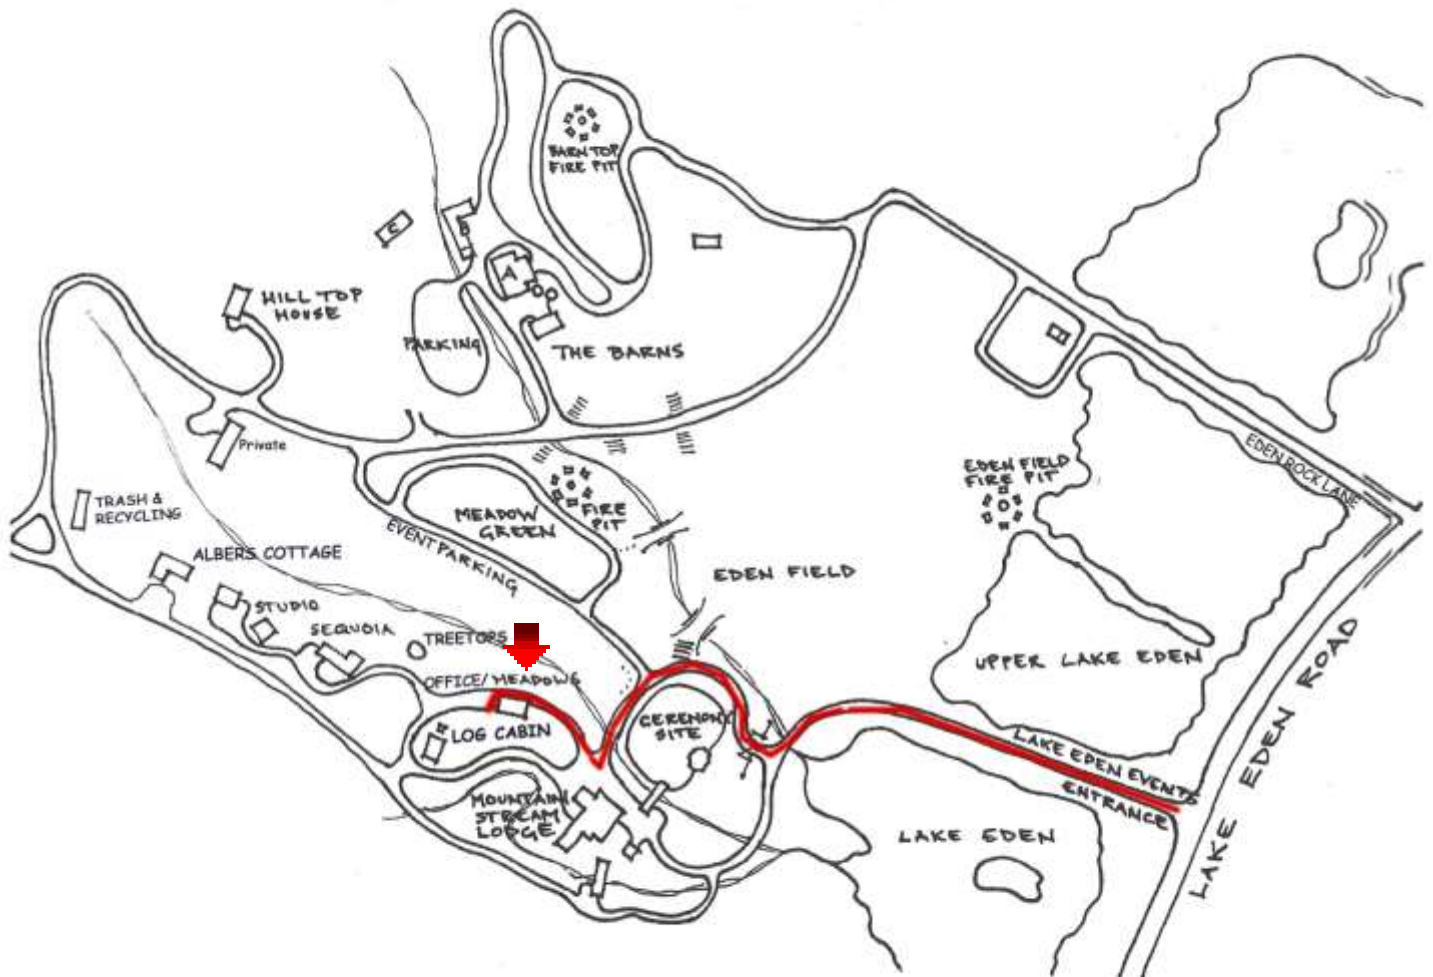 BARN TOP
FIRE PIT
C
B
A
HILL TOP
HOUSE
PARKING
THE BARNS
Private
EDEN ROCK LANE
EDEN FIELD
FIRE PIT
TRASH &
RECYCLING
MEADOW
GREEN
FIRE
PIT
EVENT PARKING
ALBERS COTTAGE
EDEN FIELD
STUDIO
SEQUOIA
TREETOPS
UPPER LAKE EDEN
OFFICE/MEADOWS
LOG CABIN
CEREMONY
SITE
LAKE EDEN EVENTS
ENTRANCE
MOUNTAIN
STREAM
LODGE
LAKE EDEN
LAKE EDEN ROAD